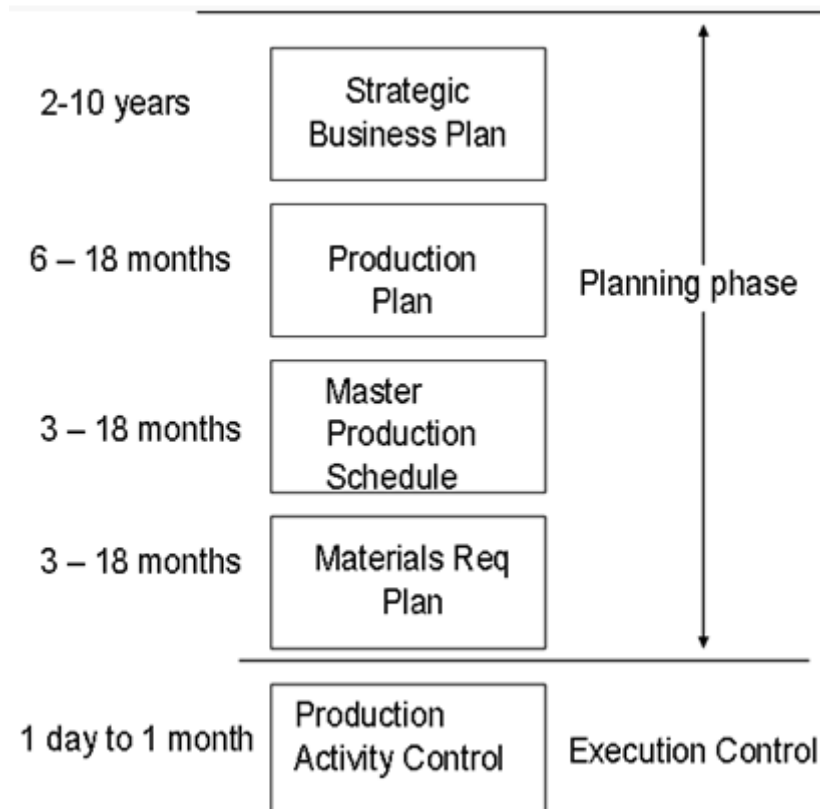 2-10 years
Strategic
Business Plan
6 – 18 months
Production
Plan
Planning phase
3 – 18 months
Master
Production
Schedule
3 – 18 months
Materials Req
Plan
1 day to 1 month
Production
Activity Control
Execution Control